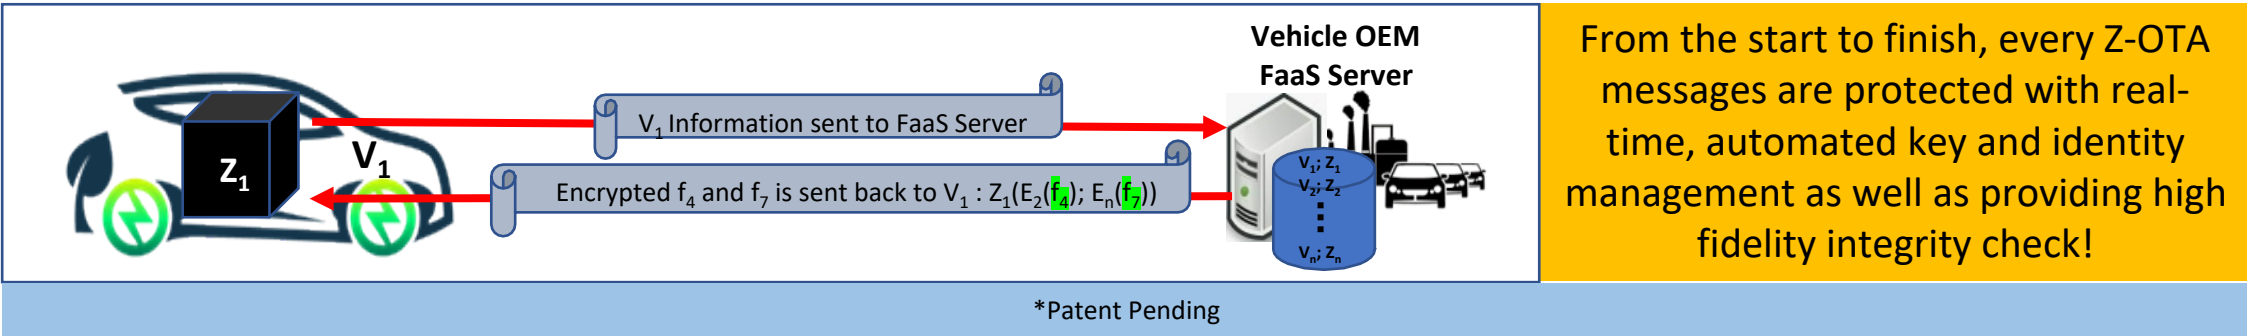 Vehicle OEM
FaaS Server
V₁ Information sent to FaaS Server
Z₁
V₁
Encrypted f₄ and f₇ is sent back to V₁ : Z₁(E₂(f₄); Eₙ(f₇))
V₁; Z₁
V₂; Z₂
⋮
Vₙ; Zₙ
From the start to finish, every Z-OTA
messages are protected with real-
time, automated key and identity
management as well as providing high
fidelity integrity check!
*Patent Pending